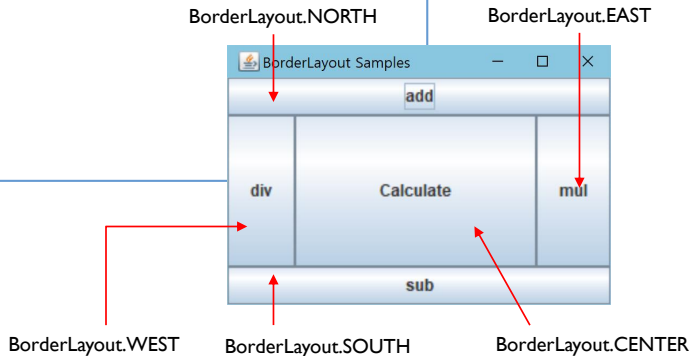 BorderLayout.NORTH
BorderLayout.EAST
BorderLayout Samples
add
div
Calculate
mul
sub
BorderLayout.WEST
BorderLayout.SOUTH
BorderLayout.CENTER